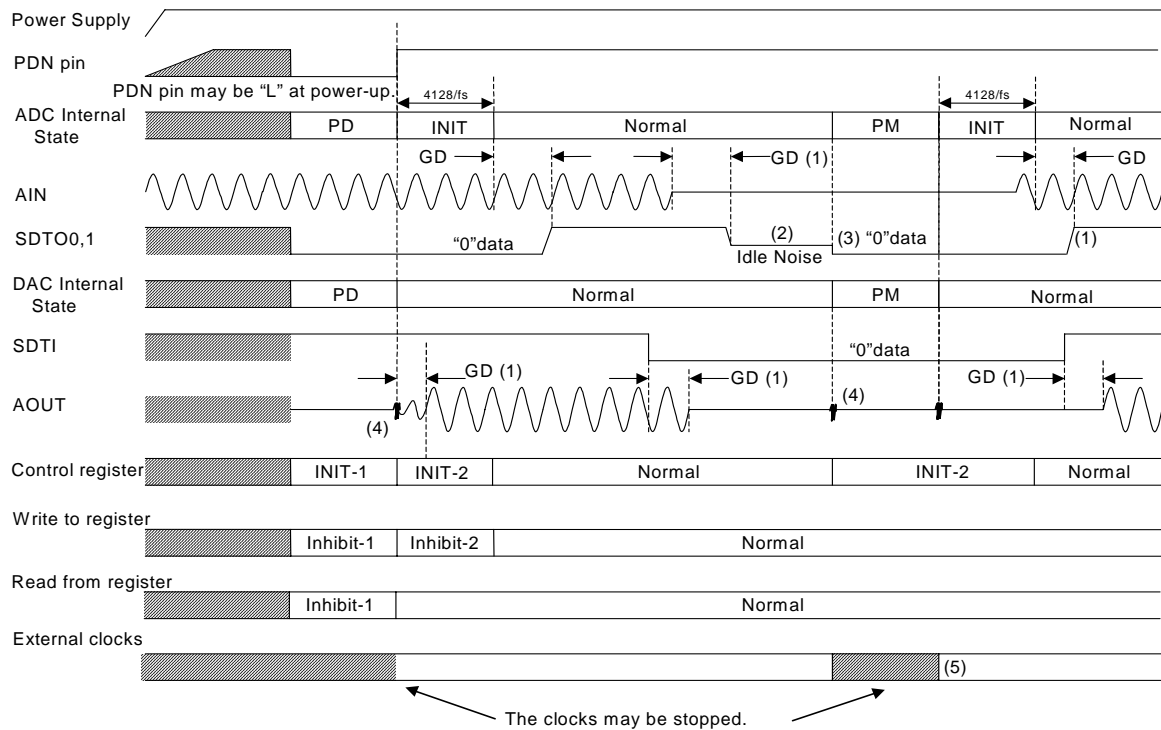 Power Supply
PDN pin
PDN pin may be “L” at power-up.
4128/fs
4128/fs
ADC Internal
State
PD
INIT
Normal
PM
INIT
Normal
GD
GD (1)
GD
AIN
SDTO0,1
“0”data
(2)
Idle Noise
(3) “0”data
(1)
DAC Internal
State
PD
Normal
PM
Normal
SDTI
“0”data
GD (1)
GD (1)
GD (1)
AOUT
(4)
(4)
Control register
INIT-1
INIT-2
Normal
INIT-2
Normal
Write to register
Inhibit-1
Inhibit-2
Normal
Read from register
Inhibit-1
Normal
External clocks
(5)
The clocks may be stopped.